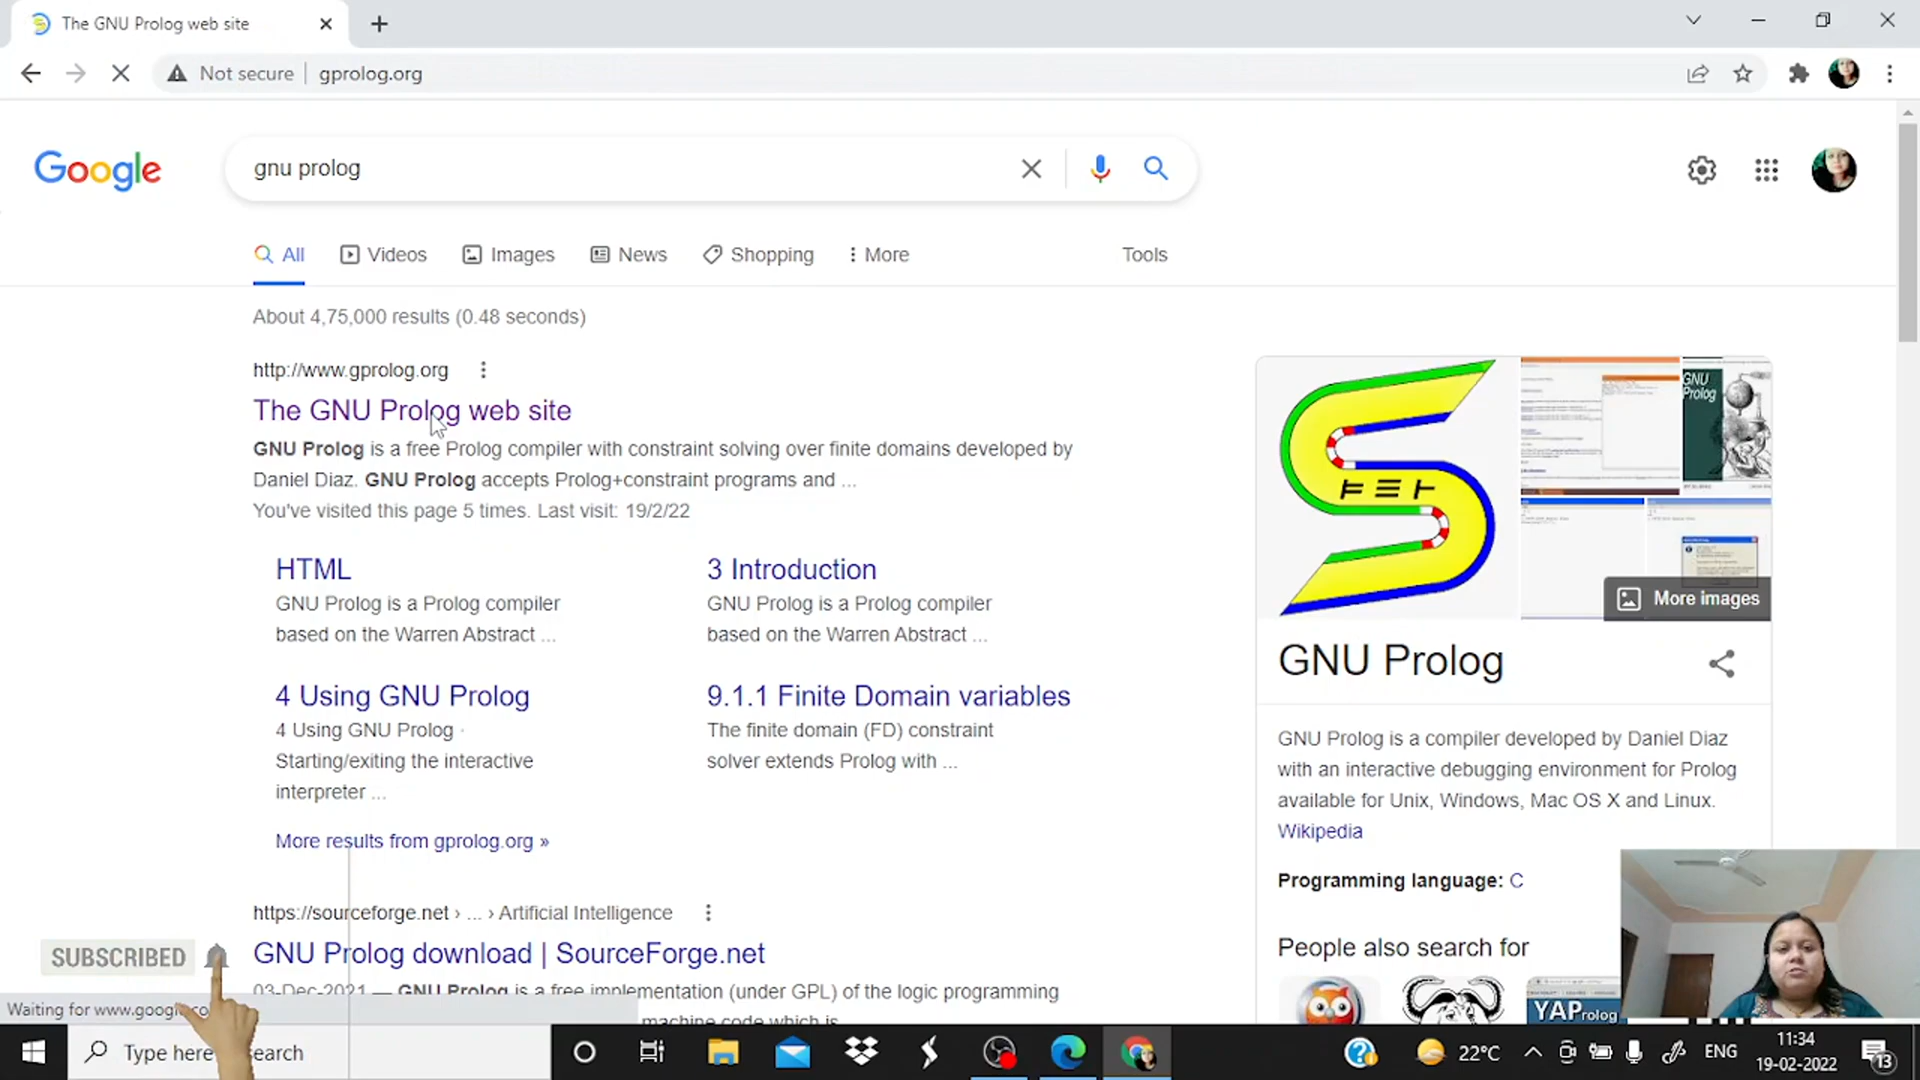 The GNU Prolog web site
Not secure
gprolog.org
Google
gnu prolog
All
Videos
Images
News
Shopping
More
Tools
About 4,75,000 results (0.48 seconds)
http://www.gprolog.org
The GNU Prolog web site
GNU Prolog is a free Prolog compiler with constraint solving over finite domains developed by
Daniel Diaz. GNU Prolog accepts Prolog+constraint programs and ...
You've visited this page 5 times. Last visit: 19/2/22
HTML
GNU Prolog is a Prolog compiler
based on the Warren Abstract ...
3 Introduction
GNU Prolog is a Prolog compiler
based on the Warren Abstract ...
4 Using GNU Prolog
4 Using GNU Prolog ·
Starting/exiting the interactive
interpreter ...
9.1.1 Finite Domain variables
The finite domain (FD) constraint
solver extends Prolog with ...
More results from gprolog.org »
https://sourceforge.net › ... › Artificial Intelligence
GNU Prolog download | SourceForge.net
03-Dec-2021 — GNU Prolog is a free implementation (under GPL) of the logic programming
machine code which is
GNU
Prolog
More images
GNU Prolog
GNU Prolog is a compiler developed by Daniel Diaz
with an interactive debugging environment for Prolog
available for Unix, Windows, Mac OS X and Linux.
Wikipedia
Programming language: C
People also search for
YAProlog
SUBSCRIBED
Waiting for www.google.co
Type here search
22°C
ENG
11:34
19-02-2022
13